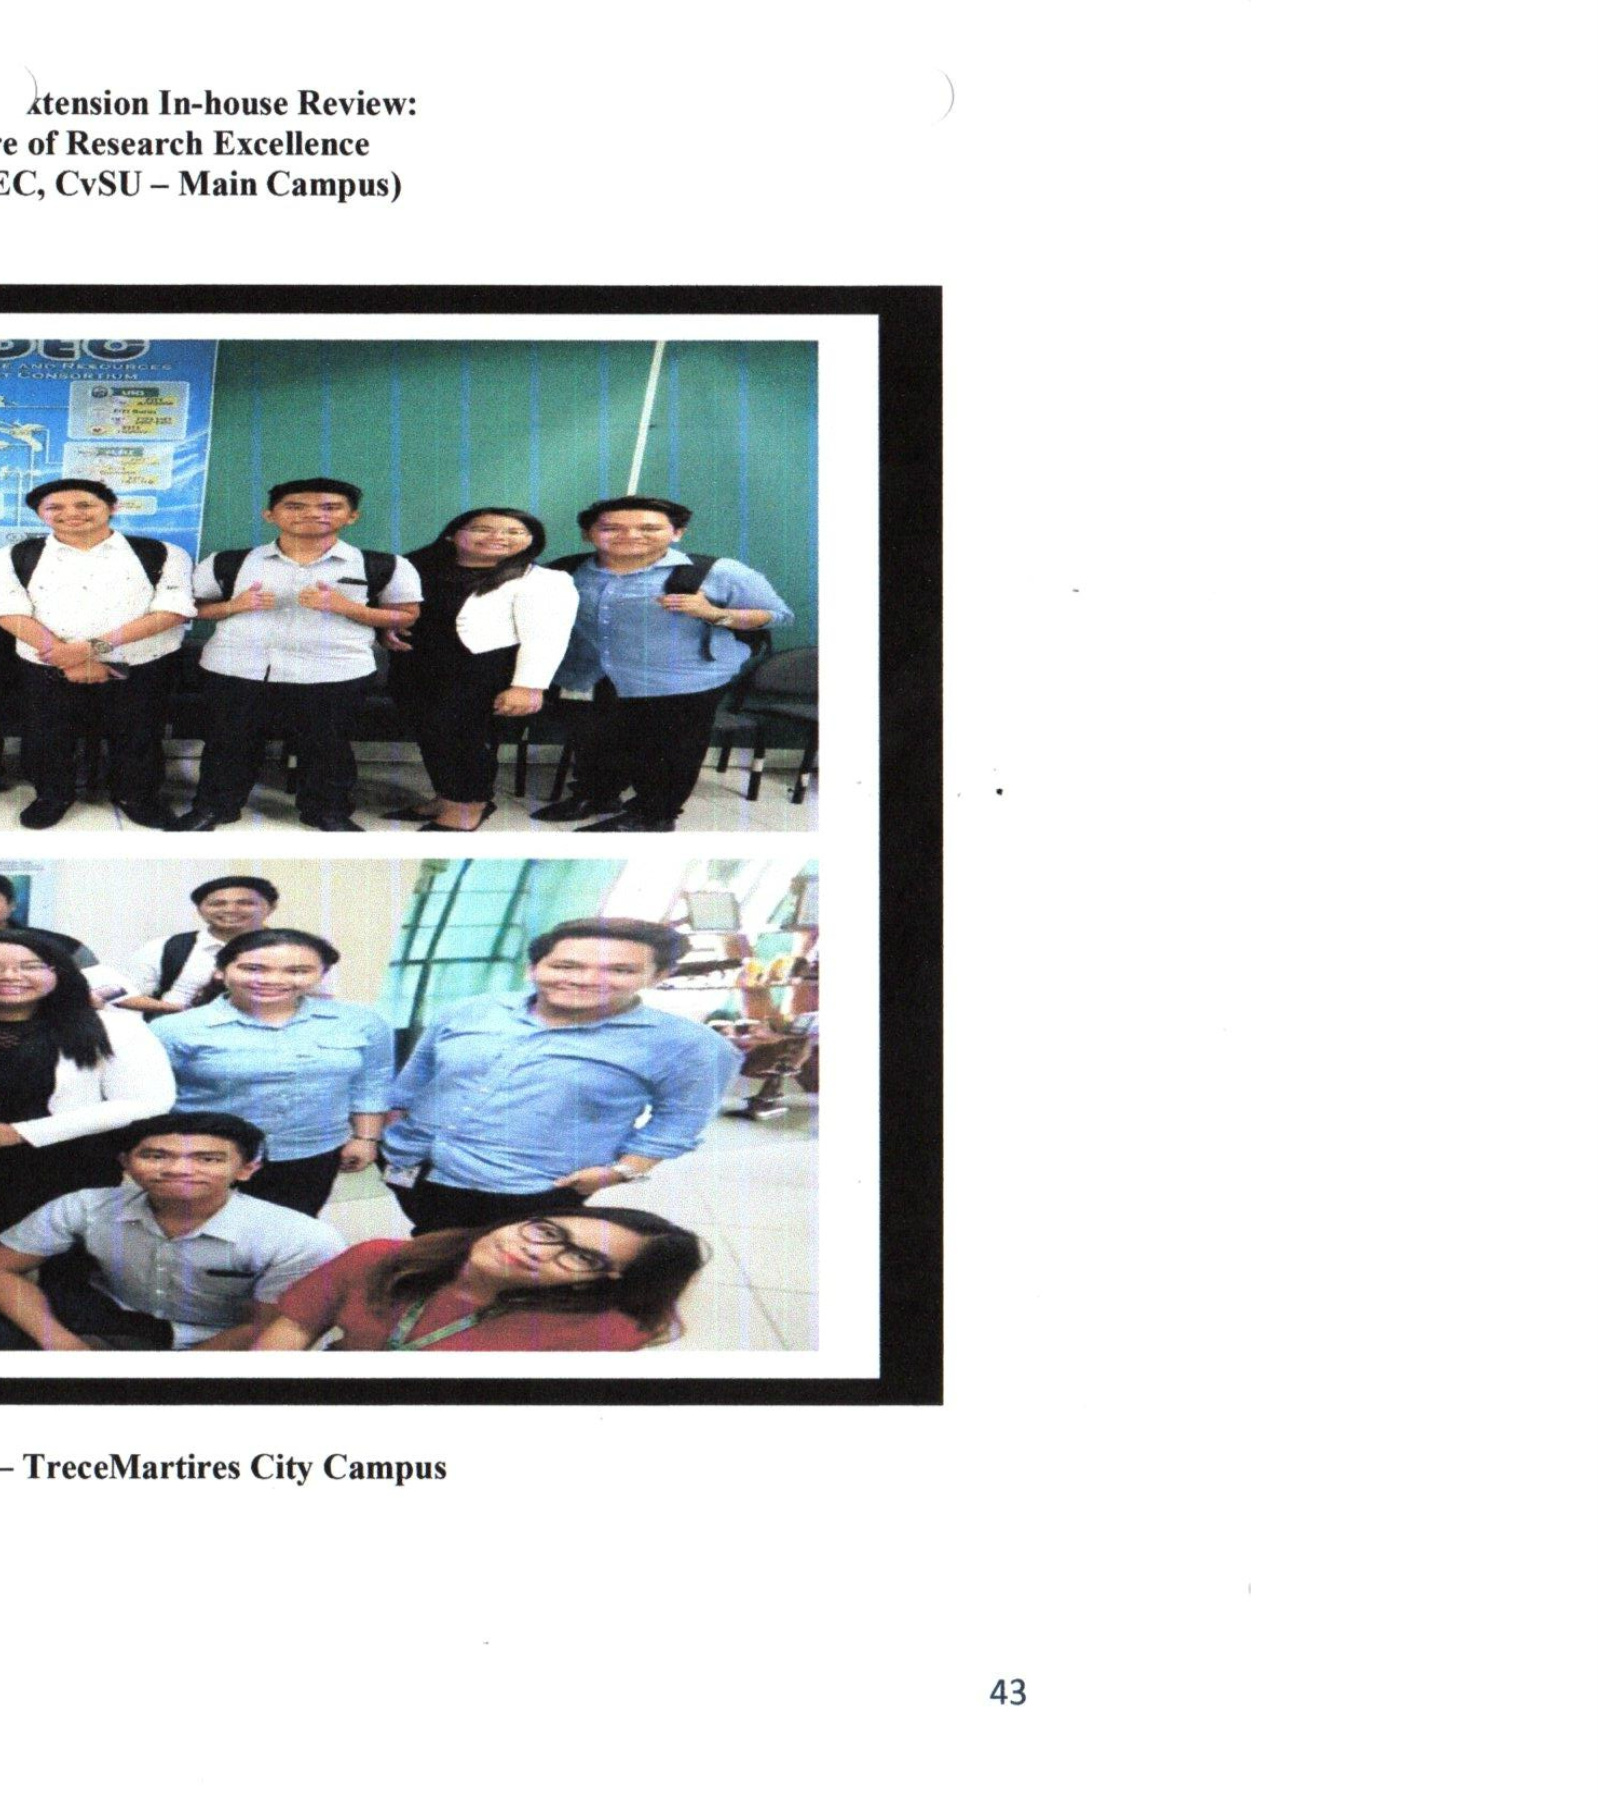 xtension In-house Review:
re of Research Excellence
EC, CvSU – Main Campus)
E AND RESOURCES
T CONSORTIUM
– TreceMartires City Campus
43